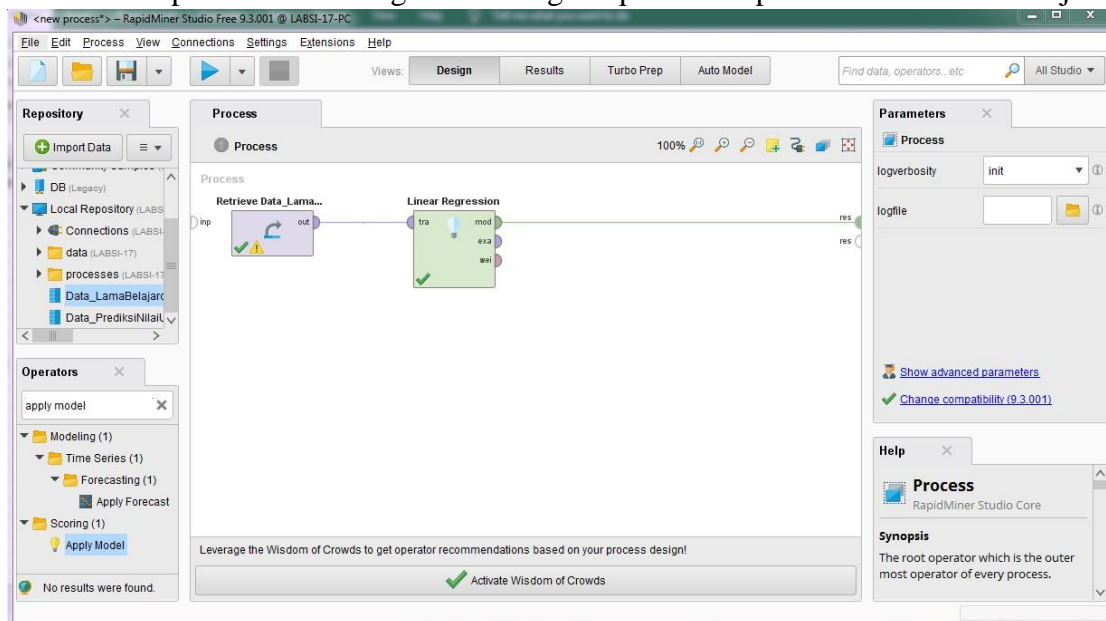 <new process*> – RapidMiner Studio Free 9.3.001 @ LABSI-17-PC
File Edit Process View Connections Settings Extensions Help
Views: Design Results Turbo Prep Auto Model
Find data, operators...etc
All Studio
Repository
Import Data
DB (Legacy)
Local Repository (LABS
Connections (LABSI-
data (LABSI-17)
processes (LABSI-17
Data_LamaBelajar
Data_PrediksiNilai
Operators
apply model
Modeling (1)
Time Series (1)
Forecasting (1)
Apply Forecast
Scoring (1)
Apply Model
No results were found.
Process
Process
100%
Process
Retrieve Data_Lama...
Linear Regression
inp
out
tra
mod
exa
wei
res
res
Leverage the Wisdom of Crowds to get operator recommendations based on your process design!
Activate Wisdom of Crowds
Parameters
Process
logverbosity
init
logfile
Show advanced parameters
Change compatibility (9.3.001)
Help
Process
RapidMiner Studio Core
Synopsis
The root operator which is the outer
most operator of every process.